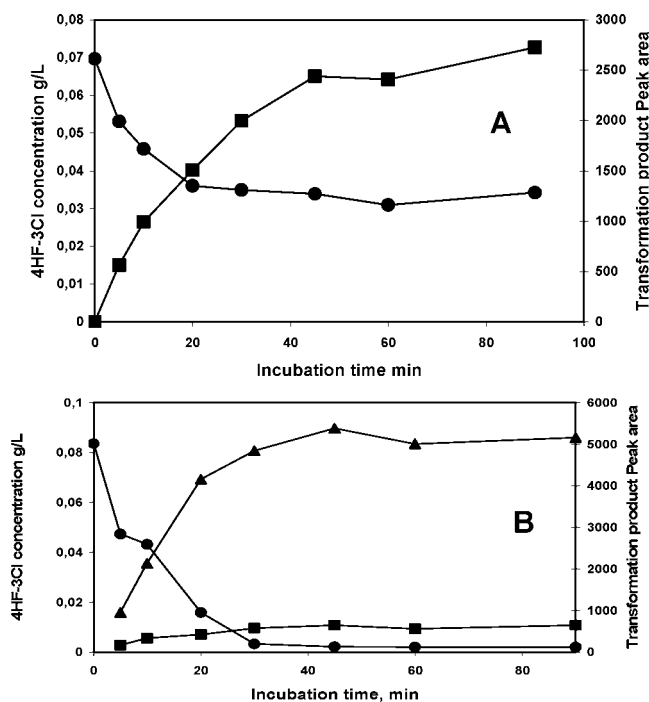 0,08
0,07
0,06
0,05
0,04
0,03
0,02
0,01
0
4HF-3Cl concentration g/L
3000
2500
2000
1500
1000
500
0
Transformation product Peak area
A
0 20 40 60 80 100
Incubation time min
0,1
0,08
0,06
0,04
0,02
0
4HF-3Cl concentration g/L
6000
5000
4000
3000
2000
1000
0
Transformation product Peak area
B
0 20 40 60 80
Incubation time, min